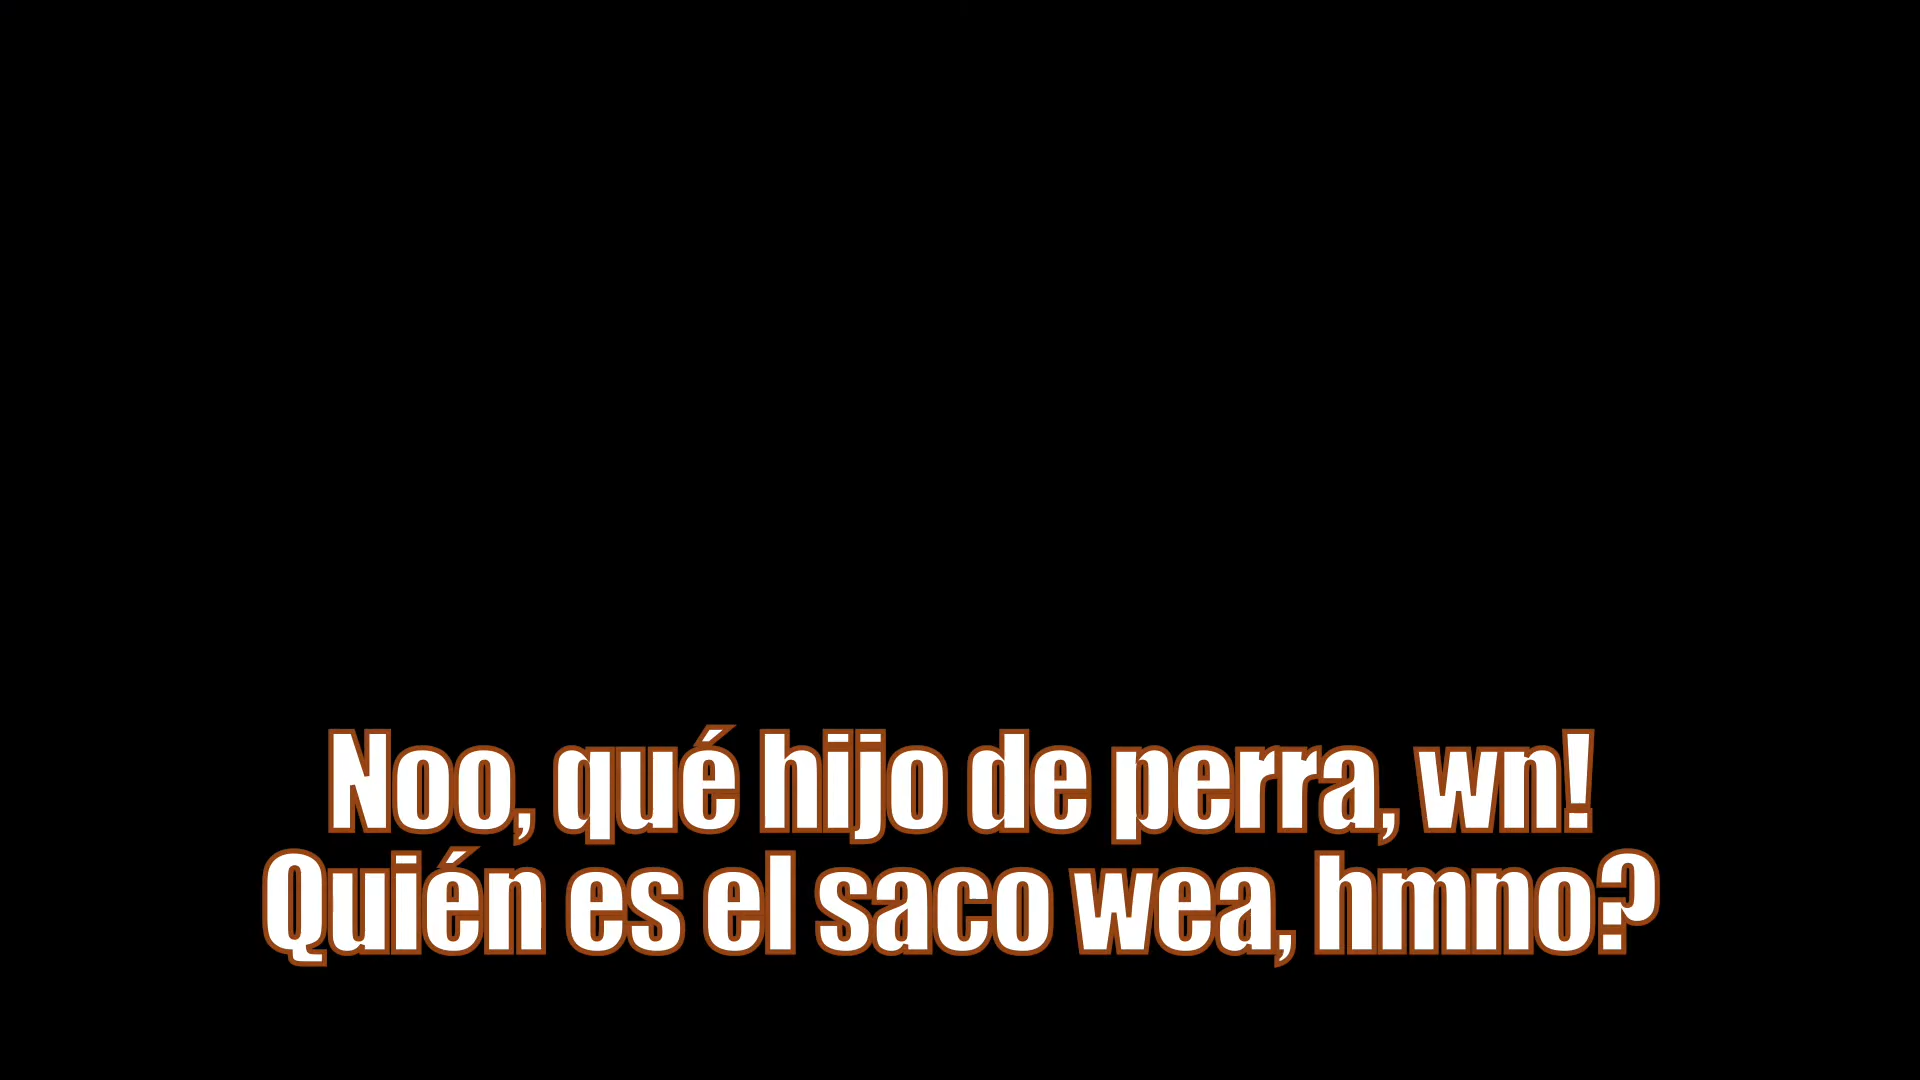 Noo, qué hijo de perra, wn!
Quién es el saco wea, hmno?